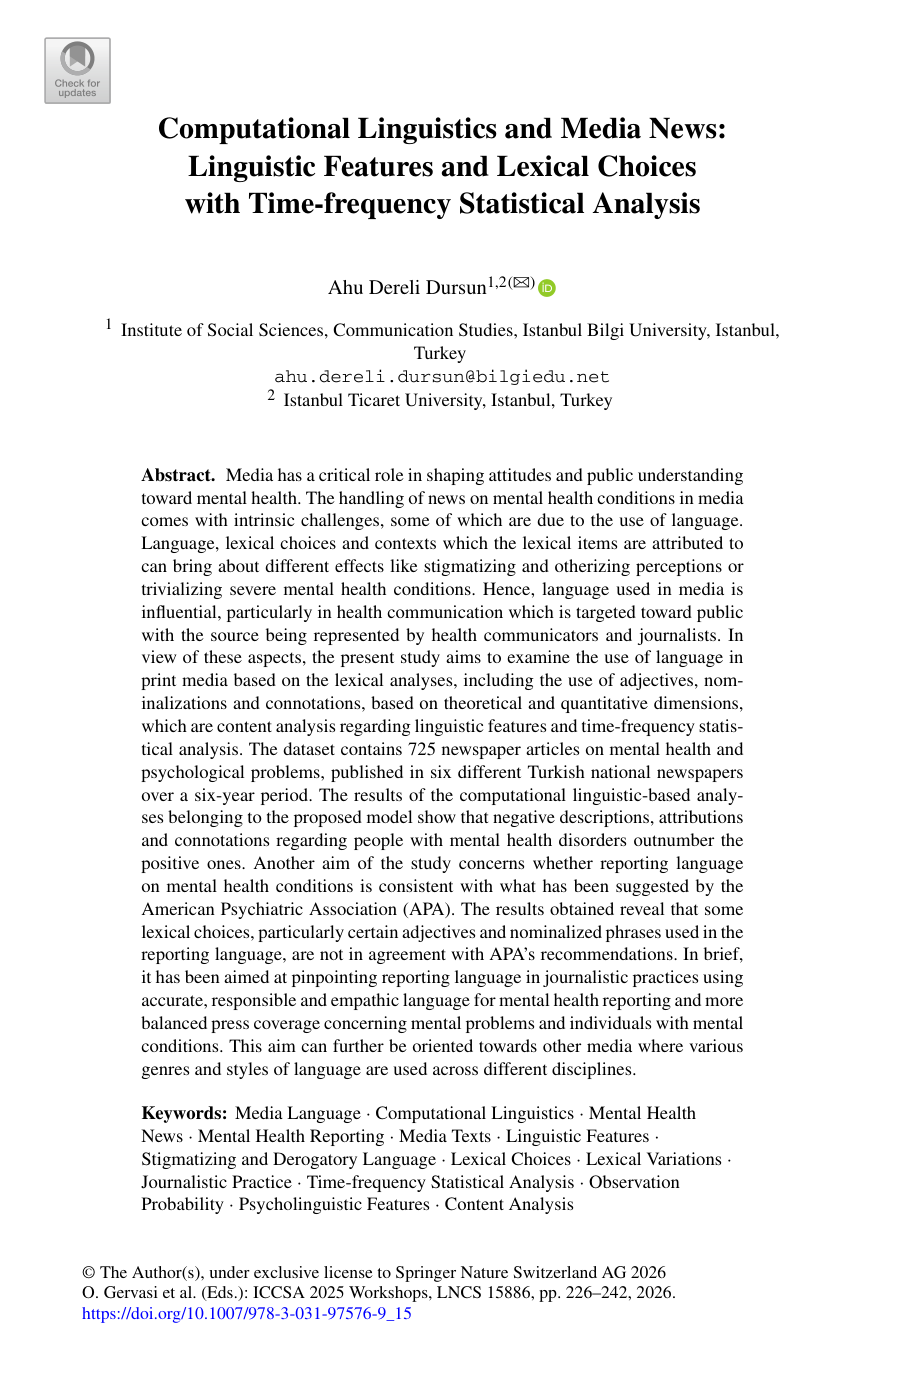 Check for
updates
Computational Linguistics and Media News:
Linguistic Features and Lexical Choices
with Time-frequency Statistical Analysis
Ahu Dereli Dursun1,2(✉) iD
1 Institute of Social Sciences, Communication Studies, Istanbul Bilgi University, Istanbul,
Turkey
ahu.dereli.dursun@bilgiedu.net
2 Istanbul Ticaret University, Istanbul, Turkey
Abstract. Media has a critical role in shaping attitudes and public understanding
toward mental health. The handling of news on mental health conditions in media
comes with intrinsic challenges, some of which are due to the use of language.
Language, lexical choices and contexts which the lexical items are attributed to
can bring about different effects like stigmatizing and otherizing perceptions or
trivializing severe mental health conditions. Hence, language used in media is
influential, particularly in health communication which is targeted toward public
with the source being represented by health communicators and journalists. In
view of these aspects, the present study aims to examine the use of language in
print media based on the lexical analyses, including the use of adjectives, nom-
inalizations and connotations, based on theoretical and quantitative dimensions,
which are content analysis regarding linguistic features and time-frequency statis-
tical analysis. The dataset contains 725 newspaper articles on mental health and
psychological problems, published in six different Turkish national newspapers
over a six-year period. The results of the computational linguistic-based analy-
ses belonging to the proposed model show that negative descriptions, attributions
and connotations regarding people with mental health disorders outnumber the
positive ones. Another aim of the study concerns whether reporting language
on mental health conditions is consistent with what has been suggested by the
American Psychiatric Association (APA). The results obtained reveal that some
lexical choices, particularly certain adjectives and nominalized phrases used in the
reporting language, are not in agreement with APA's recommendations. In brief,
it has been aimed at pinpointing reporting language in journalistic practices using
accurate, responsible and empathic language for mental health reporting and more
balanced press coverage concerning mental problems and individuals with mental
conditions. This aim can further be oriented towards other media where various
genres and styles of language are used across different disciplines.
Keywords: Media Language · Computational Linguistics · Mental Health
News · Mental Health Reporting · Media Texts · Linguistic Features ·
Stigmatizing and Derogatory Language · Lexical Choices · Lexical Variations ·
Journalistic Practice · Time-frequency Statistical Analysis · Observation
Probability · Psycholinguistic Features · Content Analysis
© The Author(s), under exclusive license to Springer Nature Switzerland AG 2026
O. Gervasi et al. (Eds.): ICCSA 2025 Workshops, LNCS 15886, pp. 226–242, 2026.
https://doi.org/10.1007/978-3-031-97576-9_15